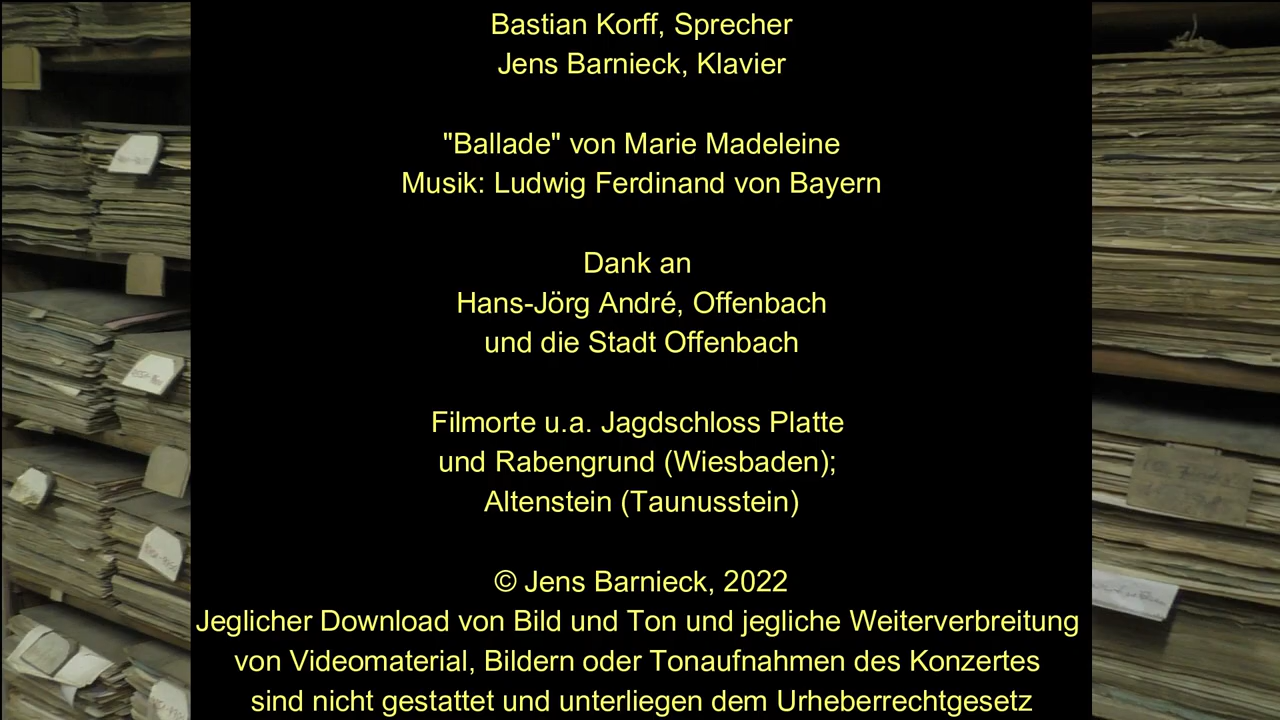 Bastian Korff, Sprecher
Jens Barnieck, Klavier
"Ballade" von Marie Madeleine
Musik: Ludwig Ferdinand von Bayern
Dank an
Hans-Jörg André, Offenbach
und die Stadt Offenbach
Filmorte u.a. Jagdschloss Platte
und Rabengrund (Wiesbaden);
Altenstein (Taunusstein)
© Jens Barnieck, 2022
Jeglicher Download von Bild und Ton und jegliche Weiterverbreitung
von Videomaterial, Bildern oder Tonaufnahmen des Konzertes
sind nicht gestattet und unterliegen dem Urheberrechtgesetz